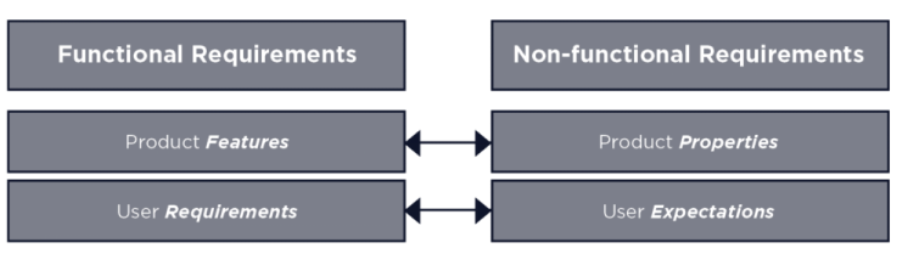 Functional Requirements
Non-functional Requirements
Product Features
Product Properties
User Requirements
User Expectations